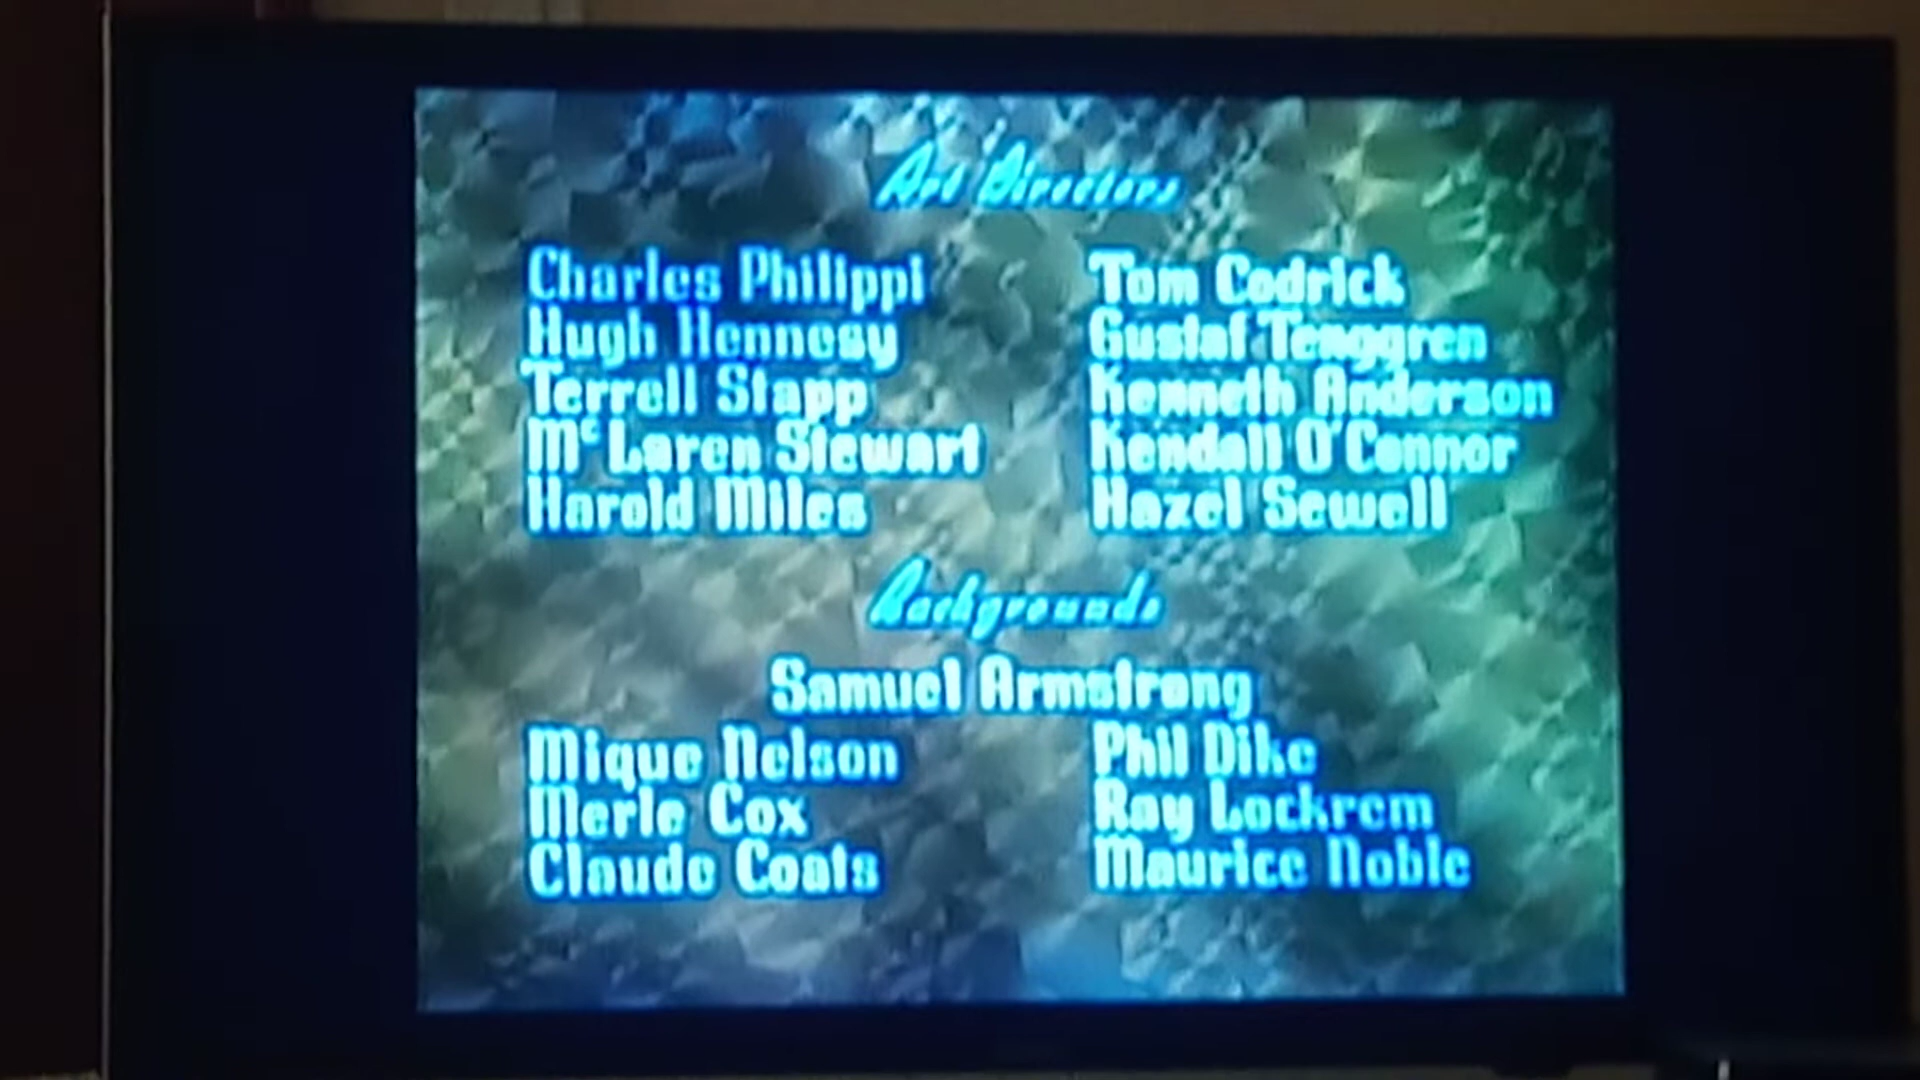 Art Directors
Charles Philippi Tom Codrick
Hugh Hennesy Gustaf Tenggren
Terrell Stapp Kenneth Anderson
McLaren Stewart Kendall O'Connor
Harold Miles Hazel Sewell
Backgrounds
Samuel Armstrong
Mique Nelson Phil Dike
Merle Cox Ray Lockrem
Claude Coats Maurice Noble